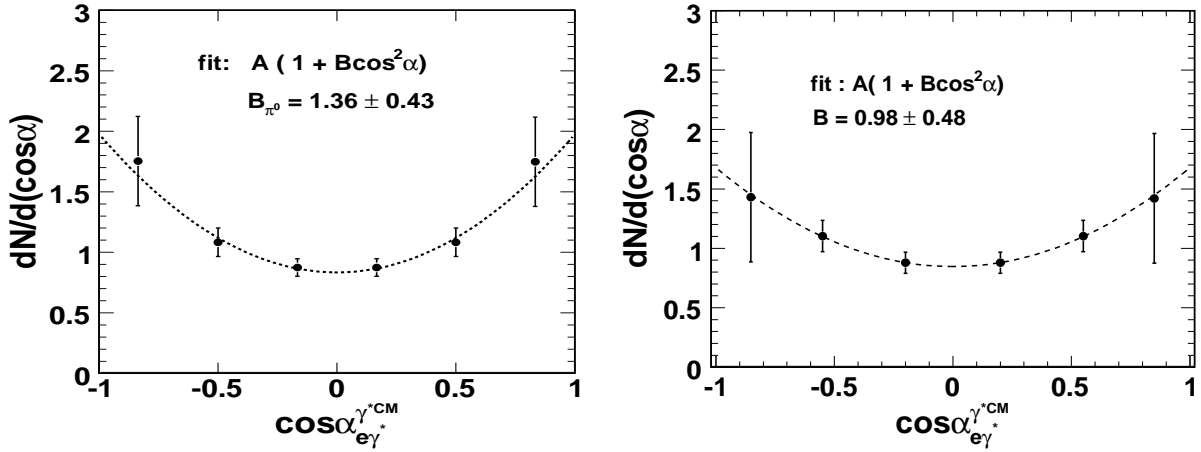 fit: A ( 1 + Bcos²α)
B_π⁰ = 1.36 ± 0.43
dN/d(cosα)
3
2.5
2
1.5
1
0.5
0
-1 -0.5 0 0.5 1
cosα_eγ*^γ*CM
fit : A( 1 + Bcos²α)
B = 0.98 ± 0.48
dN/d(cosα)
3
2.5
2
1.5
1
0.5
0
-1 -0.5 0 0.5 1
cosα_eγ*^γ*CM